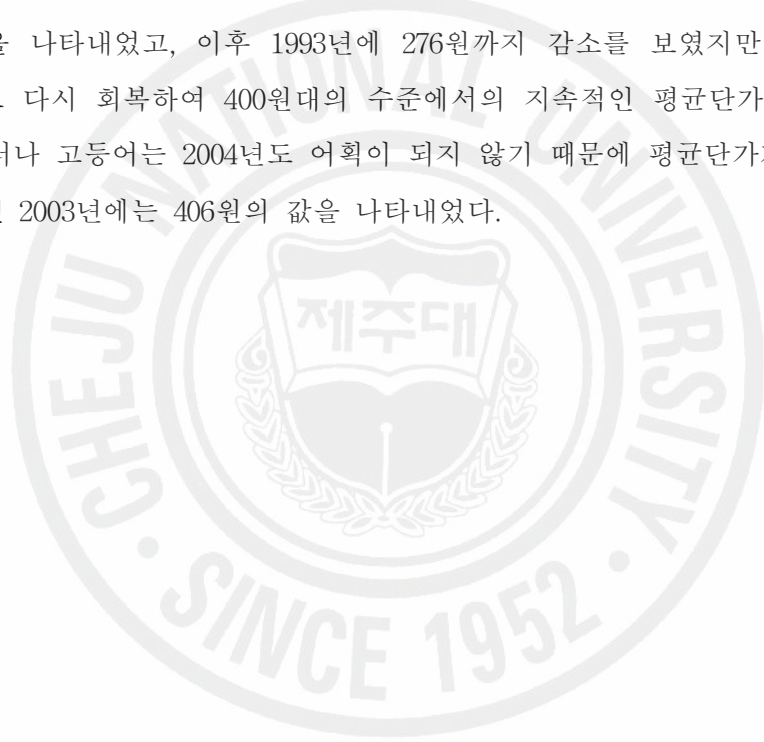 을 나타내었고, 이후 1993년에 276원까지 감소를 보였지만
다시 회복하여 400원대의 수준에서의 지속적인 평균단가
고등어는 2004년도 어획이 되지 않기 때문에 평균단가
2003년에는 406원의 값을 나타내었다.
CHEJU NATIONAL UNIVERSITY
제주대
SINCE 1952